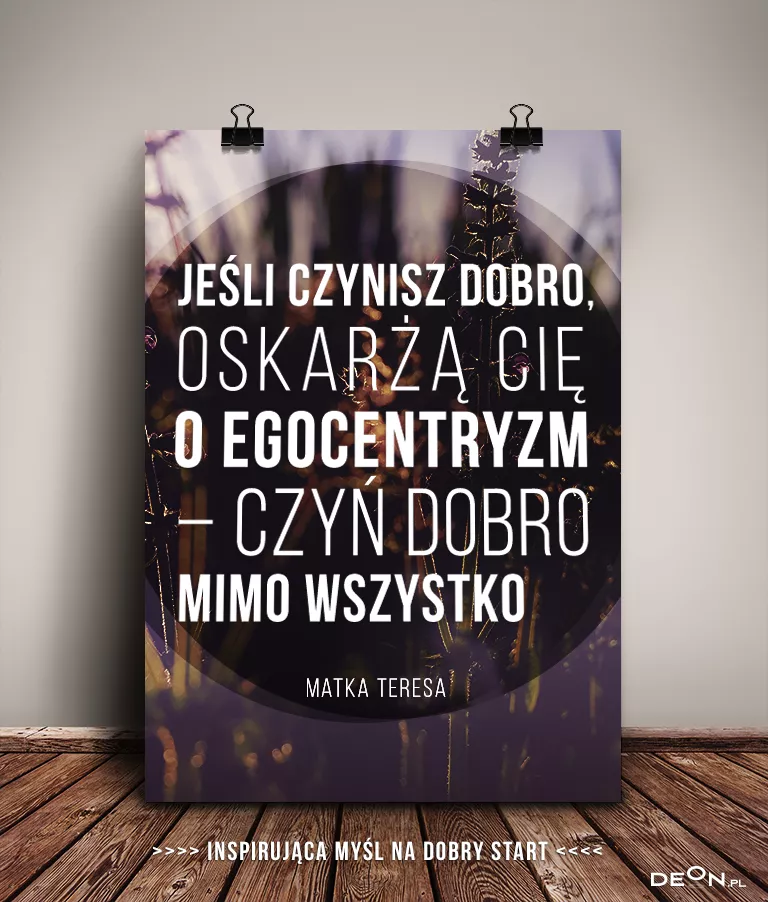 JEŚLI CZYNISZ DOBRO,
OSKARŻĄ CIĘ
O EGOCENTRYZM
– CZYŃ DOBRO
MIMO WSZYSTKO
MATKA TERESA
>>>> INSPIRUJĄCA MYŚL NA DOBRY START <<<<
DEON.PL